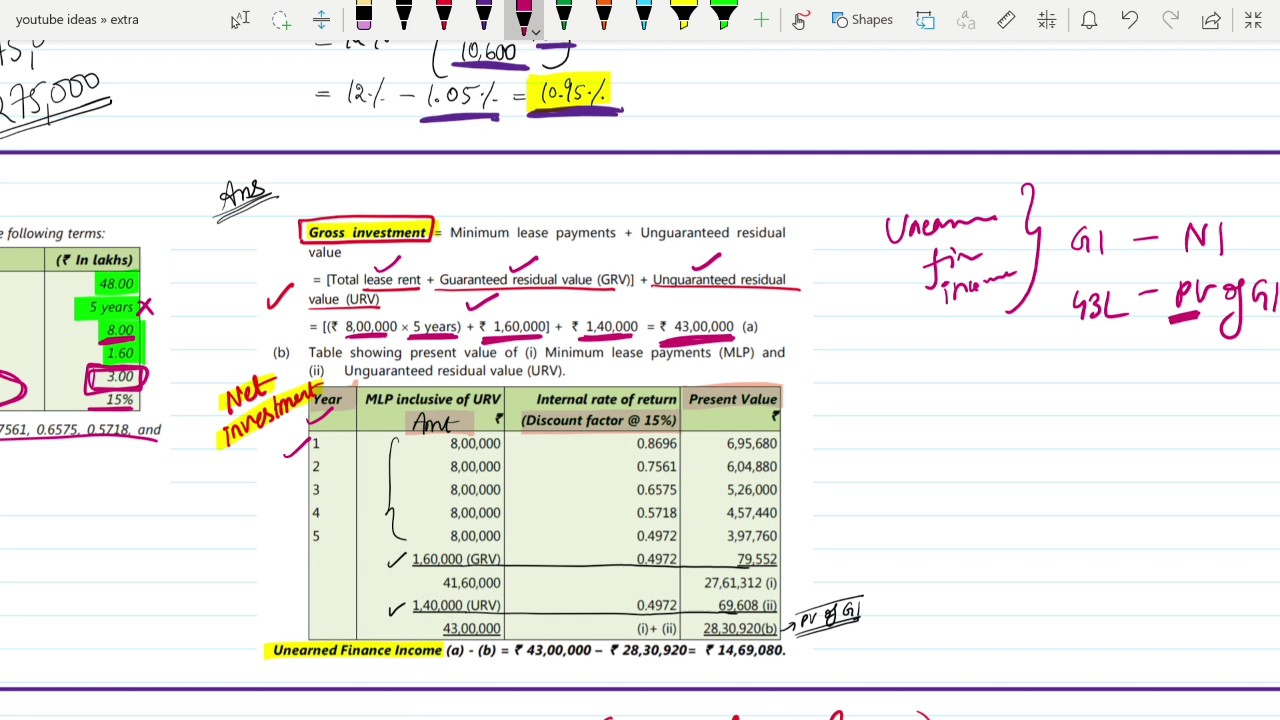 youtube ideas » extra
Shapes
10,600
= 12% - 1.05% = 10.95%
275,000
Ans
e following terms:
(₹ In lakhs)
48.00
5 years x
8.00
1.60
3.00
15%
7561, 0.6575, 0.5718, and
Gross investment = Minimum lease payments + Unguaranteed residual
value
= [Total lease rent + Guaranteed residual value (GRV)] + Unguaranteed residual
value (URV)
= [(₹ 8,00,000 × 5 years) + ₹ 1,60,000] + ₹ 1,40,000 = ₹ 43,00,000 (a)
(b) Table showing present value of (i) Minimum lease payments (MLP) and
(ii) Unguaranteed residual value (URV).
Net
investment
Year MLP inclusive of URV Internal rate of return Present Value
Amt ₹ (Discount factor @ 15%) ₹
1 8,00,000 0.8696 6,95,680
2 8,00,000 0.7561 6,04,880
3 8,00,000 0.6575 5,26,000
4 8,00,000 0.5718 4,57,440
5 8,00,000 0.4972 3,97,760
1,60,000 (GRV) 0.4972 79,552
41,60,000 27,61,312 (i)
1,40,000 (URV) 0.4972 69,608 (ii)
43,00,000 (i)+ (ii) 28,30,920(b) → PV of GI
Unearned Finance Income (a) - (b) = ₹ 43,00,000 – ₹ 28,30,920= ₹ 14,69,080.
fin
GI - NI
43L - PV of GI